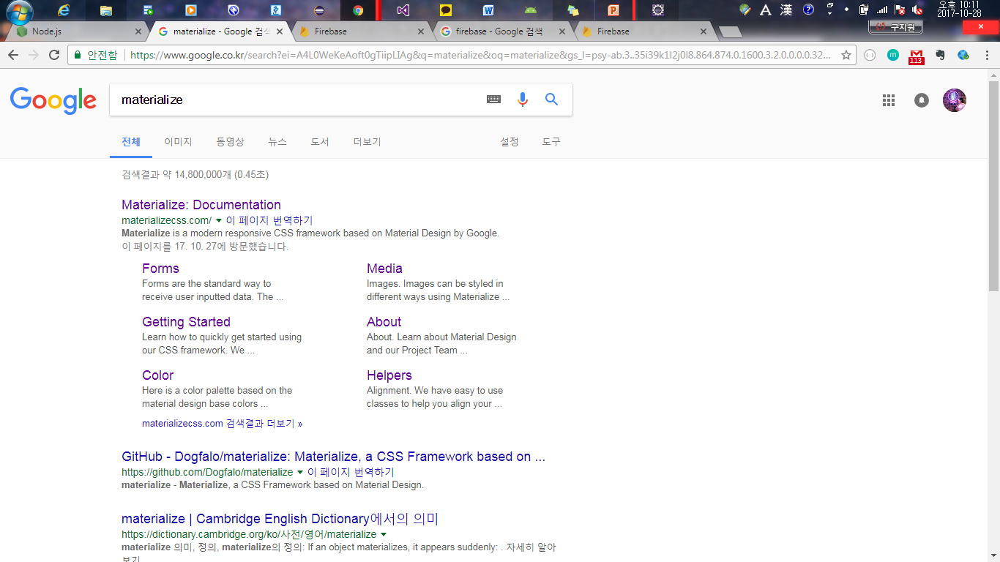 오후 10:11
2017-10-28
A 漢
Node.js
materialize - Google 검색
Firebase
firebase - Google 검색
Firebase
구지원
안전함 https://www.google.co.kr/search?ei=A4L0WeKeAoft0gTiipLIAg&q=materialize&oq=materialize&gs_l=psy-ab.3..35i39k1l2j0l8.864.874.0.1600.3.2.0.0.0.0.32...
m
113
Google
materialize
전체 이미지 동영상 뉴스 도서 더보기 설정 도구
검색결과 약 14,800,000개 (0.45초)
Materialize: Documentation
materializecss.com/ 이 페이지 번역하기
Materialize is a modern responsive CSS framework based on Material Design by Google.
이 페이지를 17. 10. 27에 방문했습니다.
Forms
Forms are the standard way to
receive user inputted data. The ...
Media
Images. Images can be styled in
different ways using Materialize ...
Getting Started
Learn how to quickly get started using
our CSS framework. We ...
About
About. Learn about Material Design
and our Project Team ...
Color
Here is a color palette based on the
material design base colors ...
Helpers
Alignment. We have easy to use
classes to help you align your ...
materializecss.com 검색결과 더보기 »
GitHub - Dogfalo/materialize: Materialize, a CSS Framework based on ...
https://github.com/Dogfalo/materialize 이 페이지 번역하기
materialize - Materialize, a CSS Framework based on Material Design.
materialize | Cambridge English Dictionary에서의 의미
https://dictionary.cambridge.org/ko/사전/영어/materialize
materialize 의미, 정의, materialize의 정의: If an object materializes, it appears suddenly: . 자세히 알아
보기